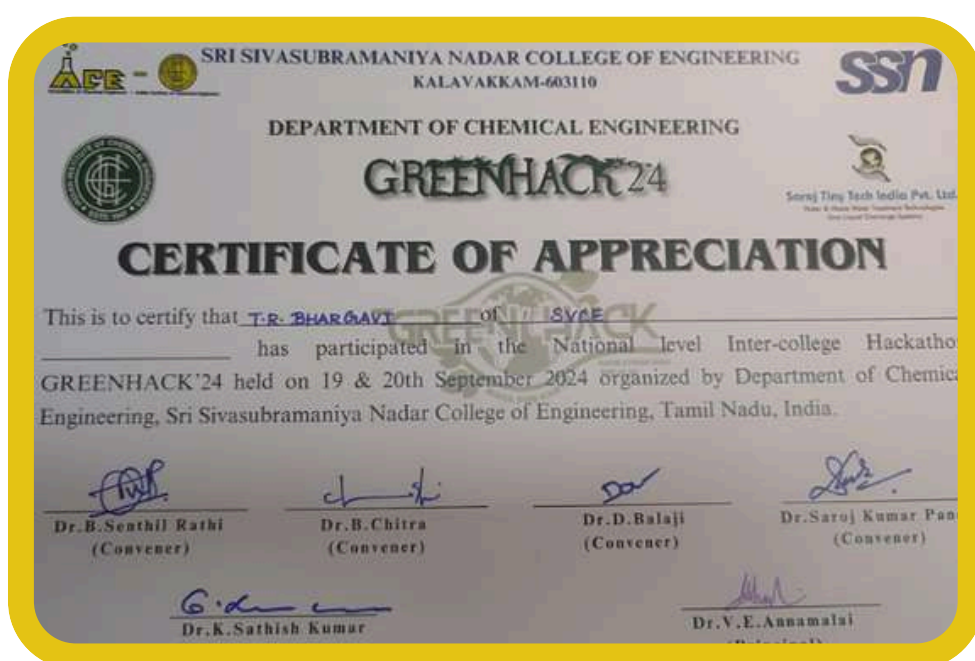 ACE
SRI SIVASUBRAMANIYA NADAR COLLEGE OF ENGINEERING
KALAVAKKAM-603110
ssn
DEPARTMENT OF CHEMICAL ENGINEERING
GREENHACK 24
Saroj Tiny Tech India Pvt. Ltd.
CERTIFICATE OF APPRECIATION
This is to certify that T.R. BHARGAVI of SVCE
GREENHACK
has participated in the National level Inter-college Hackatho
GREENHACK'24 held on 19 & 20th September 2024 organized by Department of Chemica
Engineering, Sri Sivasubramaniya Nadar College of Engineering, Tamil Nadu, India.
Dr.B.Senthil Rathi Dr.B.Chitra Dr.D.Balaji Dr.Saroj Kumar Pan
(Convener) (Convener) (Convener) (Convener)
Dr.K.Sathish Kumar Dr.V.E.Annamalai
(Principal)